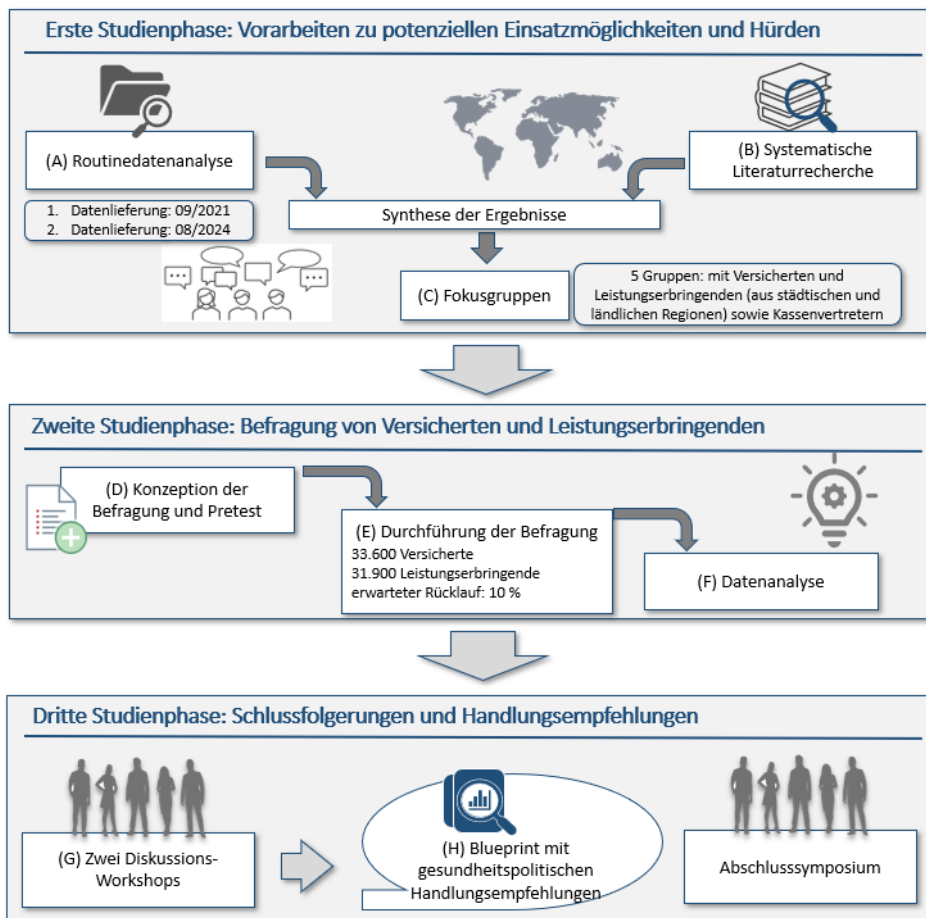 Erste Studienphase: Vorarbeiten zu potenziellen Einsatzmöglichkeiten und Hürden
(A) Routinedatenanalyse
(B) Systematische
Literaturrecherche
1. Datenlieferung: 09/2021
2. Datenlieferung: 08/2024
Synthese der Ergebnisse
(C) Fokusgruppen
5 Gruppen: mit Versicherten und
Leistungserbringenden (aus städtischen und
ländlichen Regionen) sowie Kassenvertretern
Zweite Studienphase: Befragung von Versicherten und Leistungserbringenden
(D) Konzeption der
Befragung und Pretest
(E) Durchführung der Befragung
33.600 Versicherte
31.900 Leistungserbringende
erwarteter Rücklauf: 10 %
(F) Datenanalyse
Dritte Studienphase: Schlussfolgerungen und Handlungsempfehlungen
(G) Zwei Diskussions-
Workshops
(H) Blueprint mit
gesundheitspolitischen
Handlungsempfehlungen
Abschlusssymposium